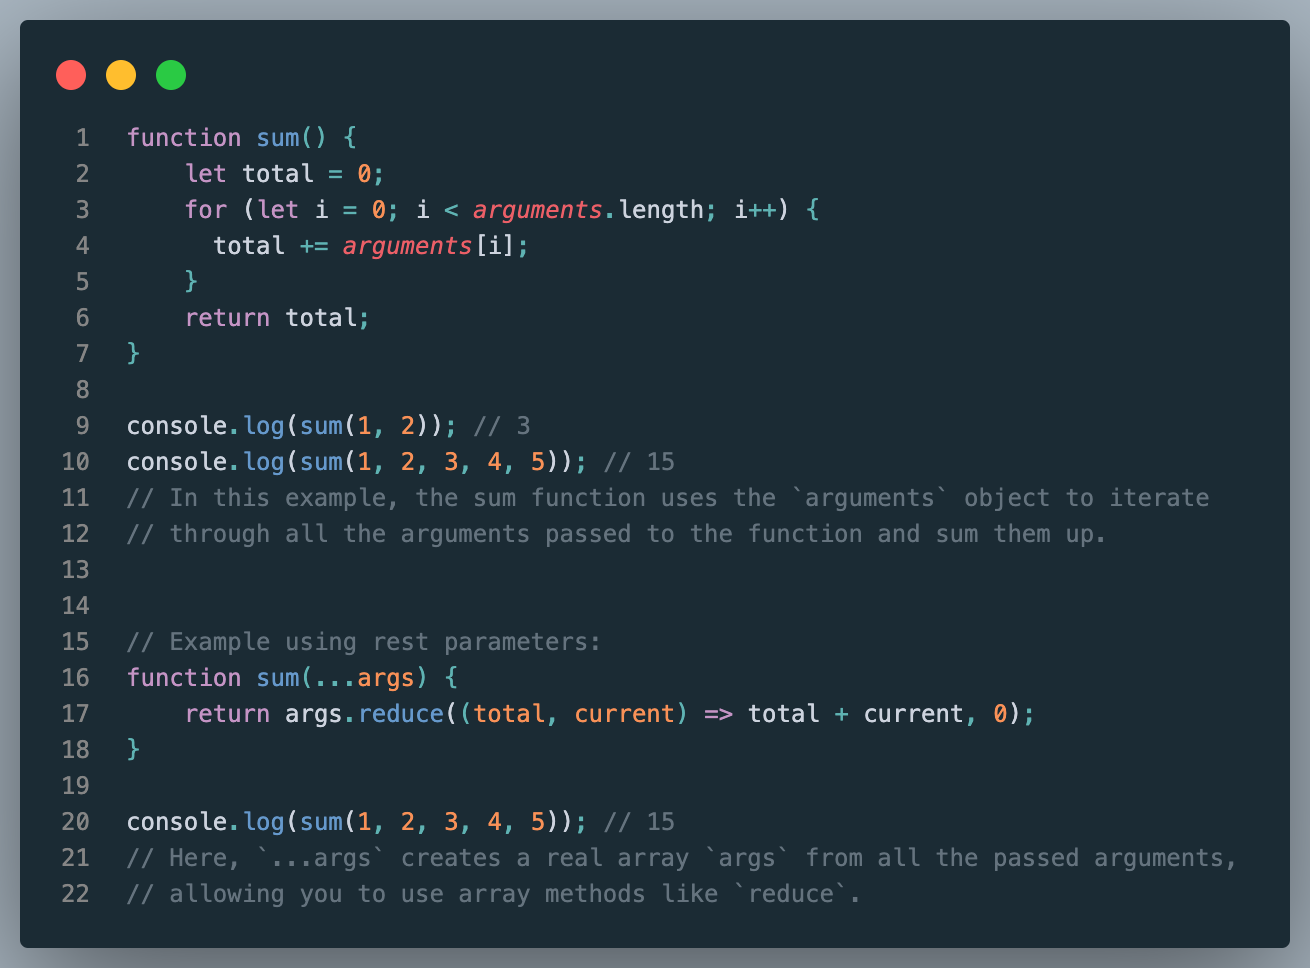 1 function sum() {
2     let total = 0;
3     for (let i = 0; i < arguments.length; i++) {
4       total += arguments[i];
5     }
6     return total;
7 }
8
9 console.log(sum(1, 2)); // 3
10 console.log(sum(1, 2, 3, 4, 5)); // 15
11 // In this example, the sum function uses the `arguments` object to iterate
12 // through all the arguments passed to the function and sum them up.
13
14
15 // Example using rest parameters:
16 function sum(...args) {
17     return args.reduce((total, current) => total + current, 0);
18 }
19
20 console.log(sum(1, 2, 3, 4, 5)); // 15
21 // Here, `...args` creates a real array `args` from all the passed arguments,
22 // allowing you to use array methods like `reduce`.